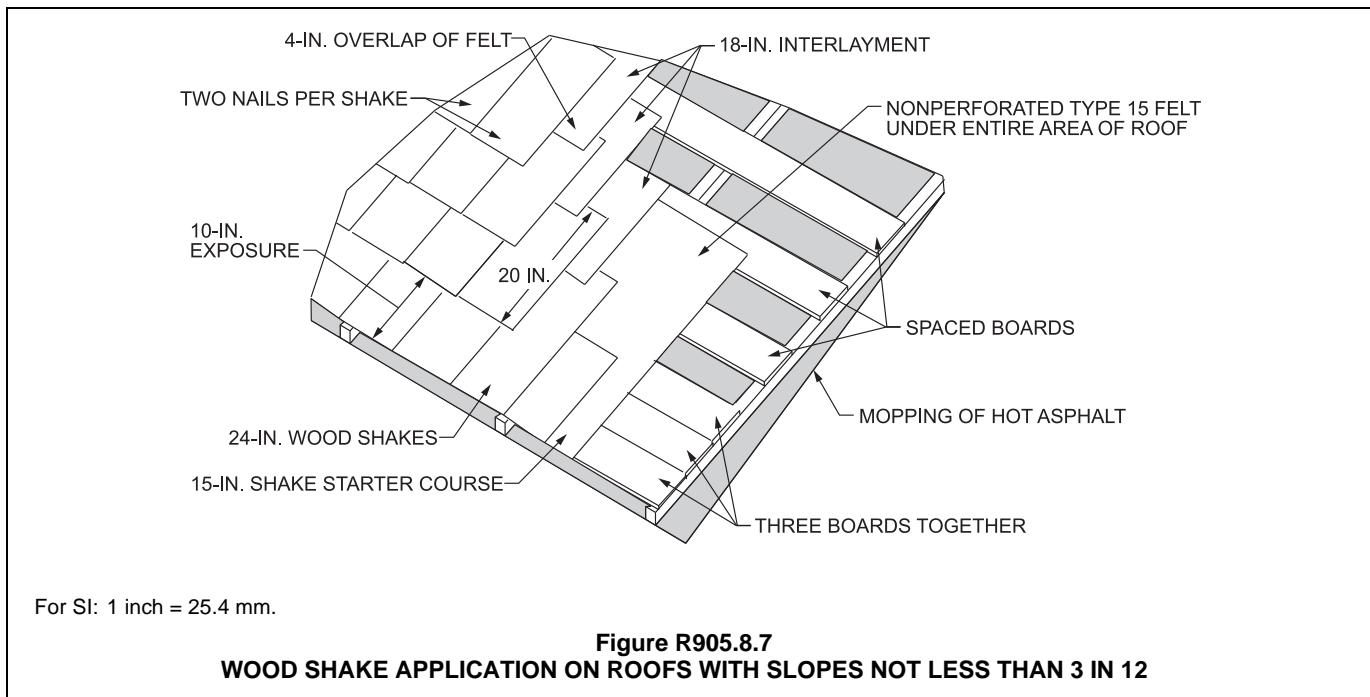 4-IN. OVERLAP OF FELT
18-IN. INTERLAYMENT
TWO NAILS PER SHAKE
NONPERFORATED TYPE 15 FELT
UNDER ENTIRE AREA OF ROOF
10-IN.
EXPOSURE
20 IN.
SPACED BOARDS
MOPPING OF HOT ASPHALT
24-IN. WOOD SHAKES
15-IN. SHAKE STARTER COURSE
THREE BOARDS TOGETHER
For SI: 1 inch = 25.4 mm.
Figure R905.8.7
WOOD SHAKE APPLICATION ON ROOFS WITH SLOPES NOT LESS THAN 3 IN 12